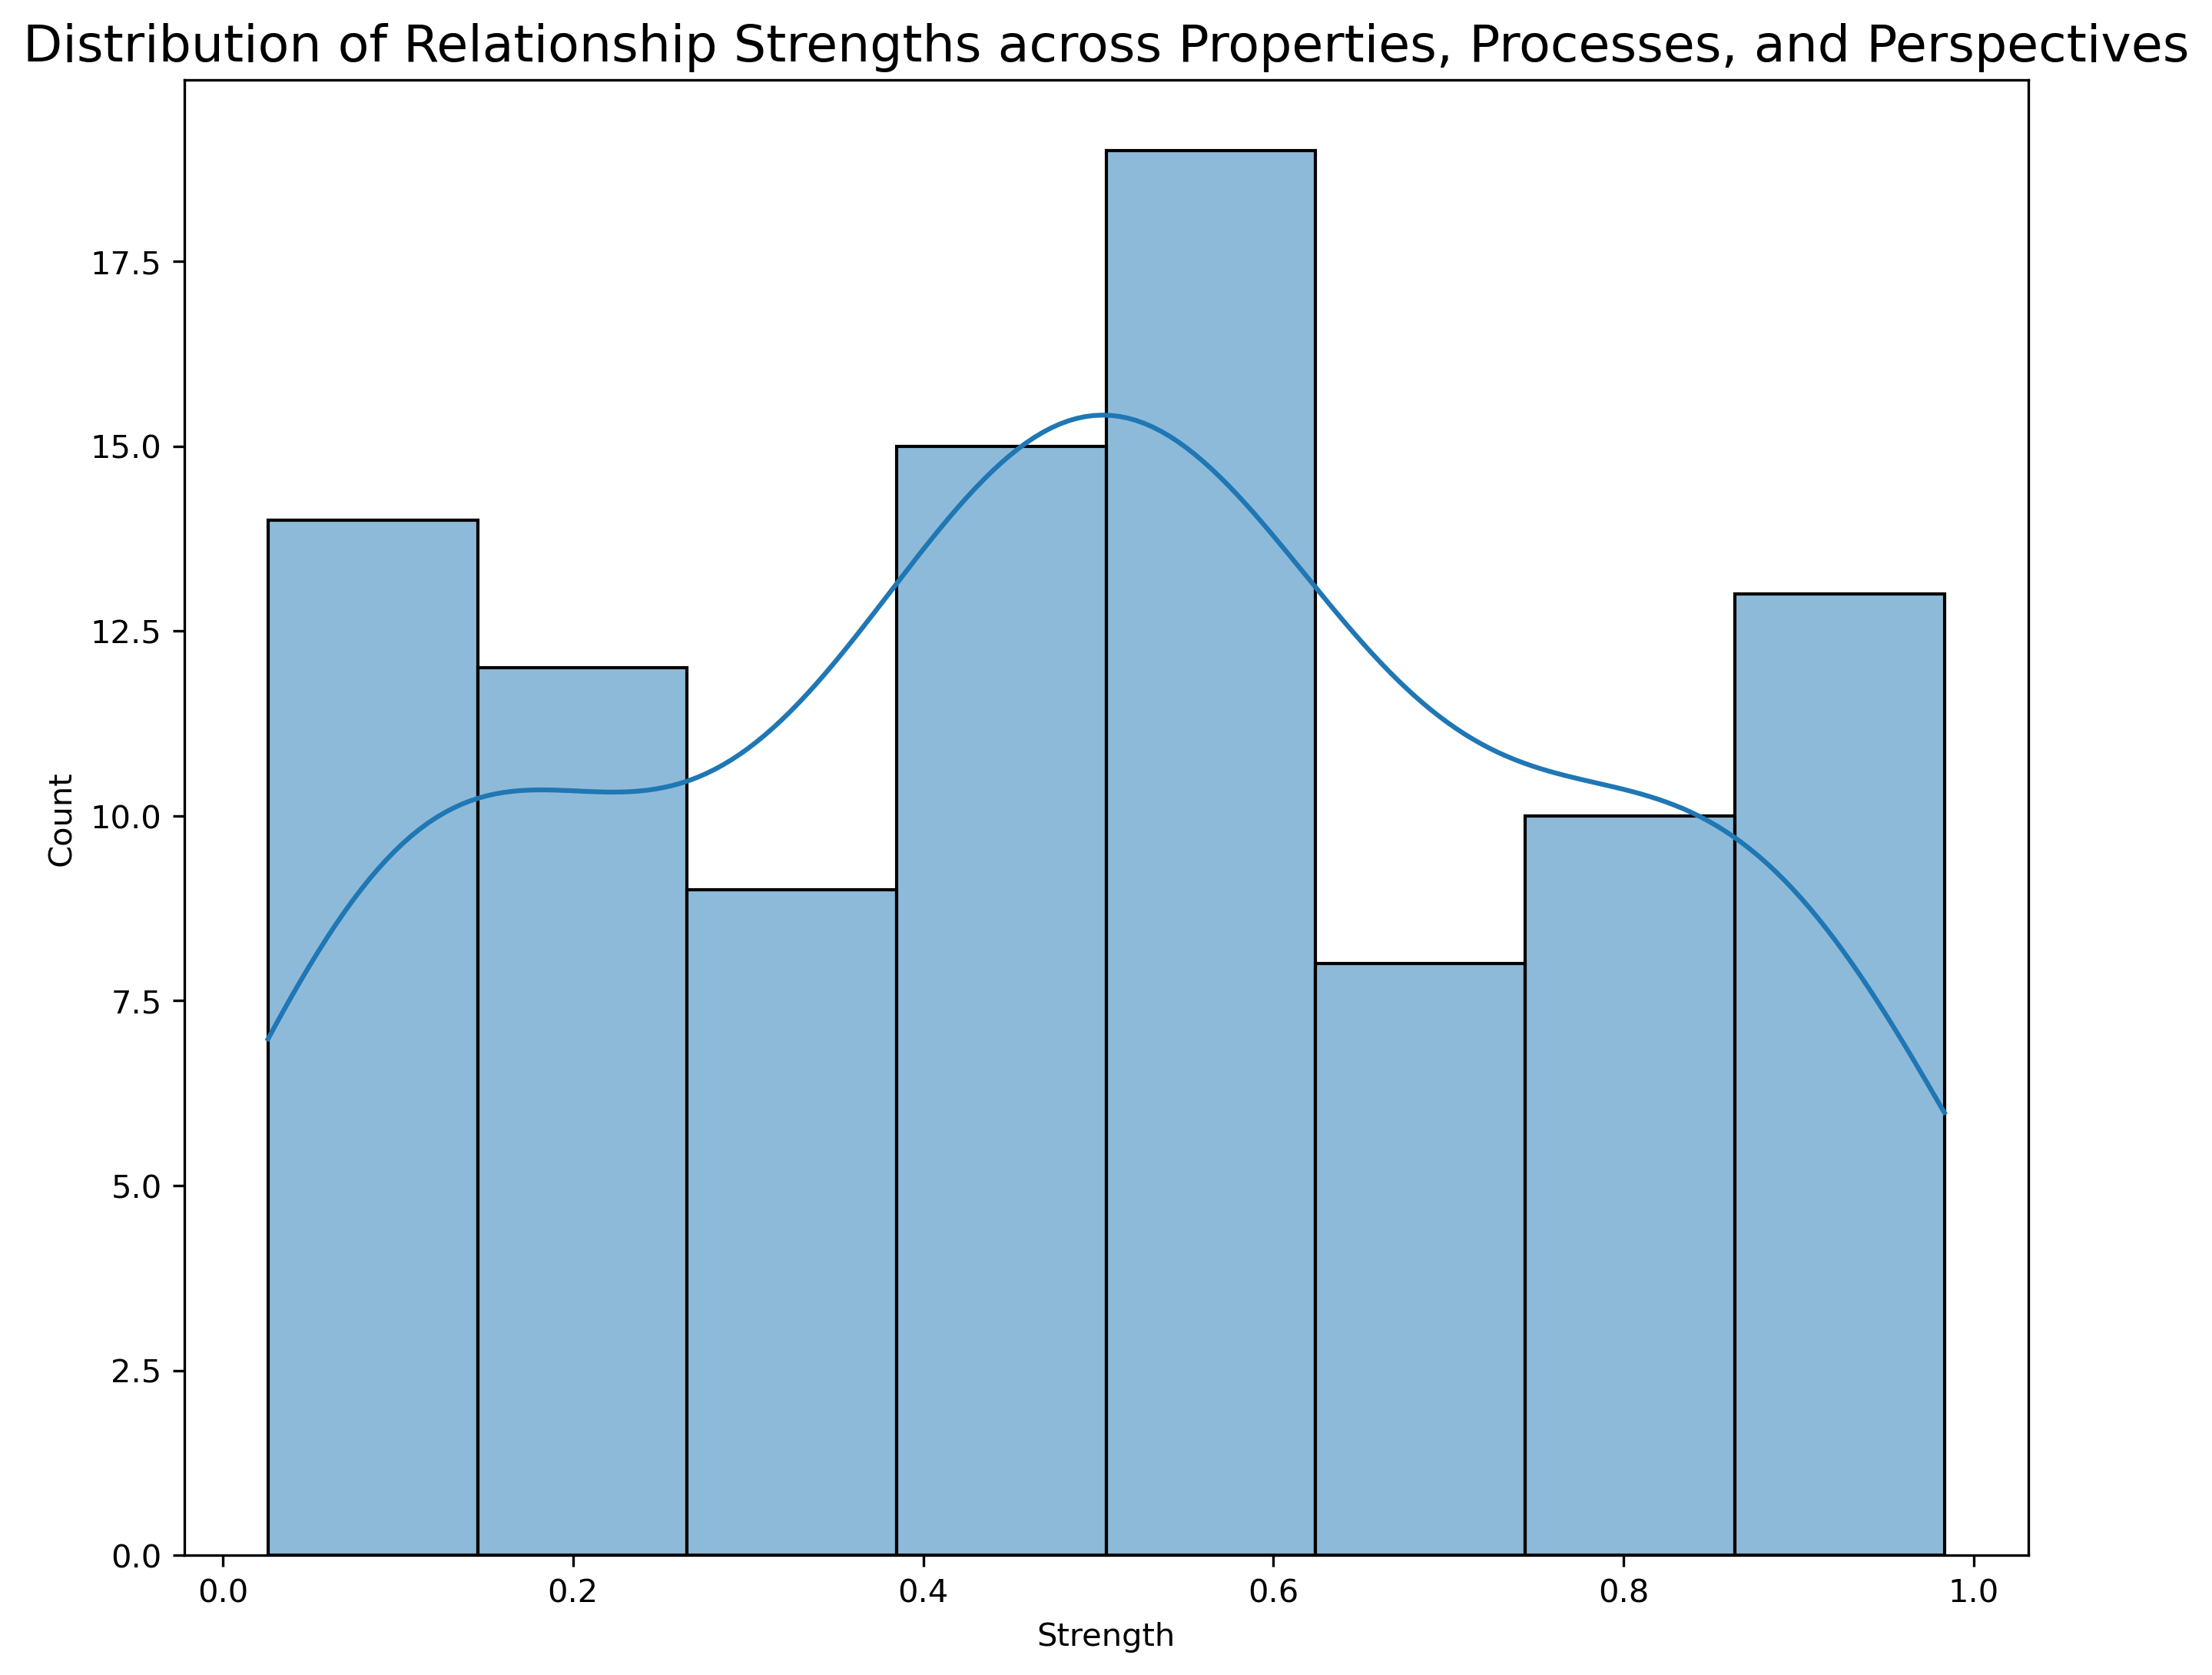 Distribution of Relationship Strengths across Properties, Processes, and Perspectives
17.5
15.0
12.5
10.0
7.5
5.0
2.5
0.0
Count
0.0 0.2 0.4 0.6 0.8 1.0
Strength